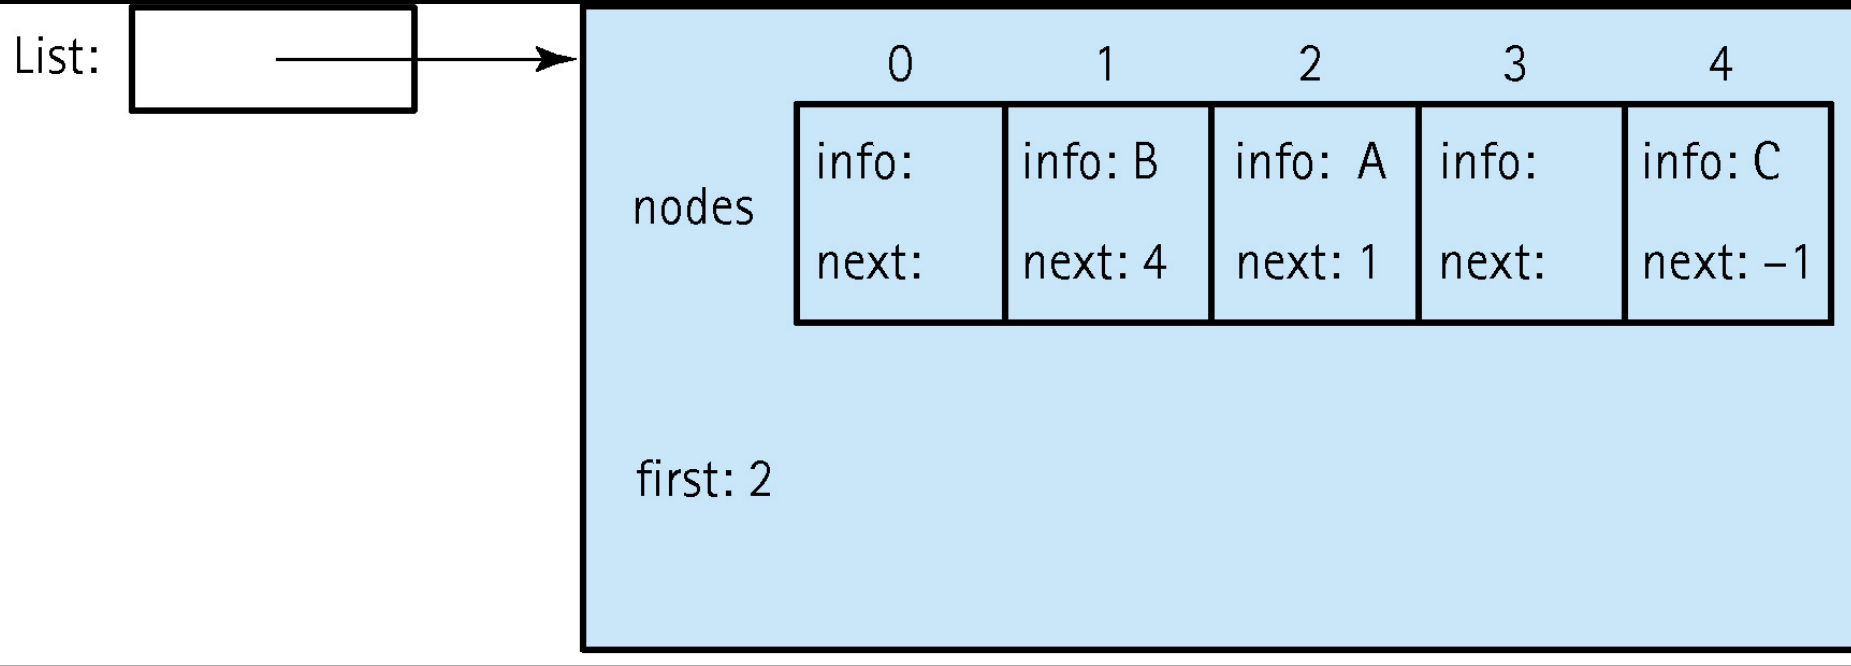 List:
0 1 2 3 4
info: info: B info: A info: info: C
nodes
next: next: 4 next: 1 next: next: –1
first: 2